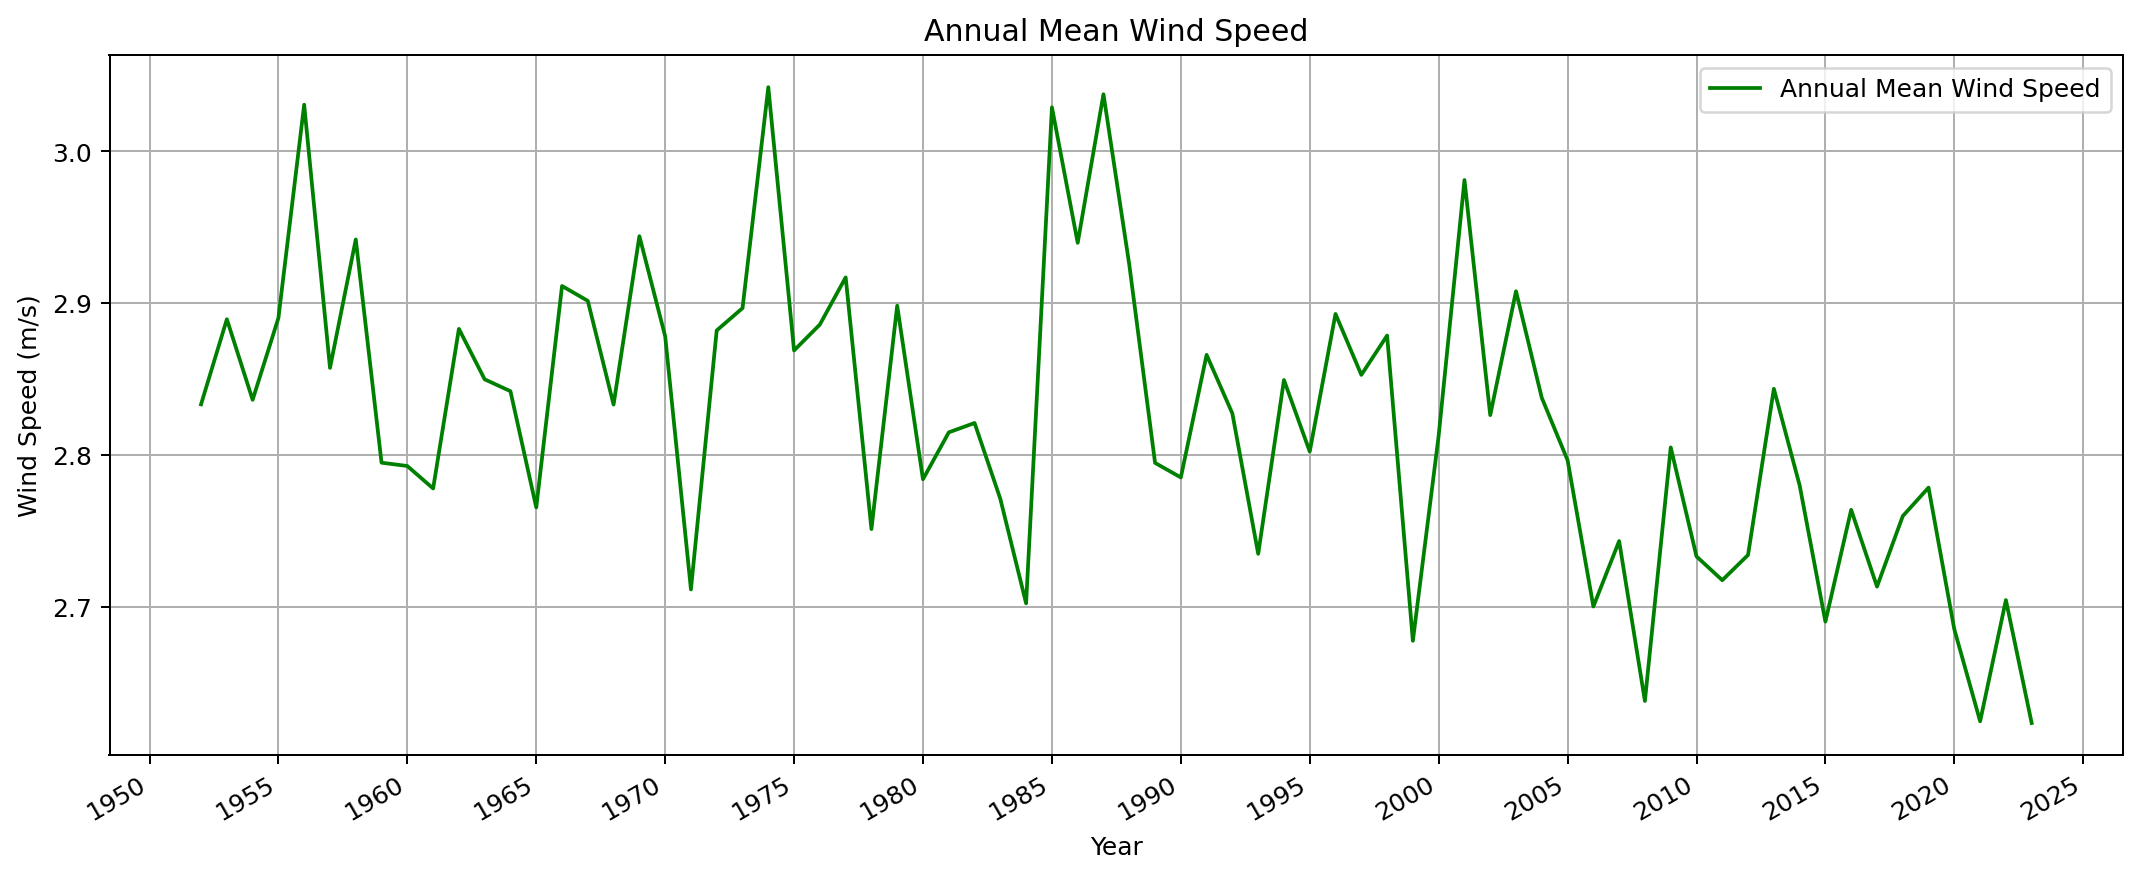 Annual Mean Wind Speed
Annual Mean Wind Speed
3.0
2.9
2.8
2.7
Wind Speed (m/s)
1950 1955 1960 1965 1970 1975 1980 1985 1990 1995 2000 2005 2010 2015 2020 2025
Year